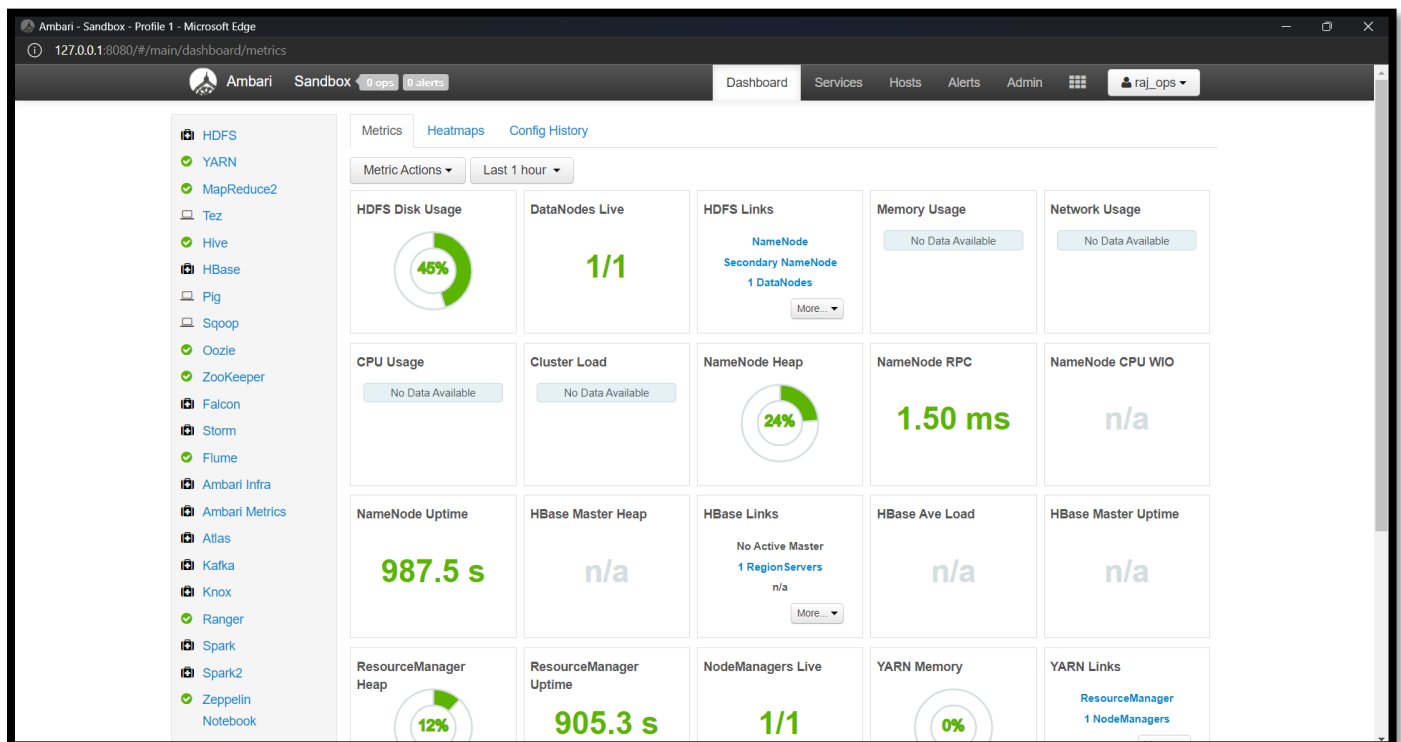 Ambari - Sandbox - Profile 1 - Microsoft Edge
127.0.0.1:8080/#/main/dashboard/metrics
Ambari Sandbox 0 ops 0 alerts Dashboard Services Hosts Alerts Admin raj_ops
HDFS
YARN
MapReduce2
Tez
Hive
HBase
Pig
Sqoop
Oozie
ZooKeeper
Falcon
Storm
Flume
Ambari Infra
Ambari Metrics
Atlas
Kafka
Knox
Ranger
Spark
Spark2
Zeppelin
Notebook
Metrics Heatmaps Config History
Metric Actions Last 1 hour
HDFS Disk Usage
45%
DataNodes Live
1/1
HDFS Links
NameNode
Secondary NameNode
1 DataNodes
More...
Memory Usage
No Data Available
Network Usage
No Data Available
CPU Usage
No Data Available
Cluster Load
No Data Available
NameNode Heap
24%
NameNode RPC
1.50 ms
NameNode CPU WIO
n/a
NameNode Uptime
987.5 s
HBase Master Heap
n/a
HBase Links
No Active Master
1 RegionServers
n/a
More...
HBase Ave Load
n/a
HBase Master Uptime
n/a
ResourceManager
Heap
12%
ResourceManager
Uptime
905.3 s
NodeManagers Live
1/1
YARN Memory
0%
YARN Links
ResourceManager
1 NodeManagers